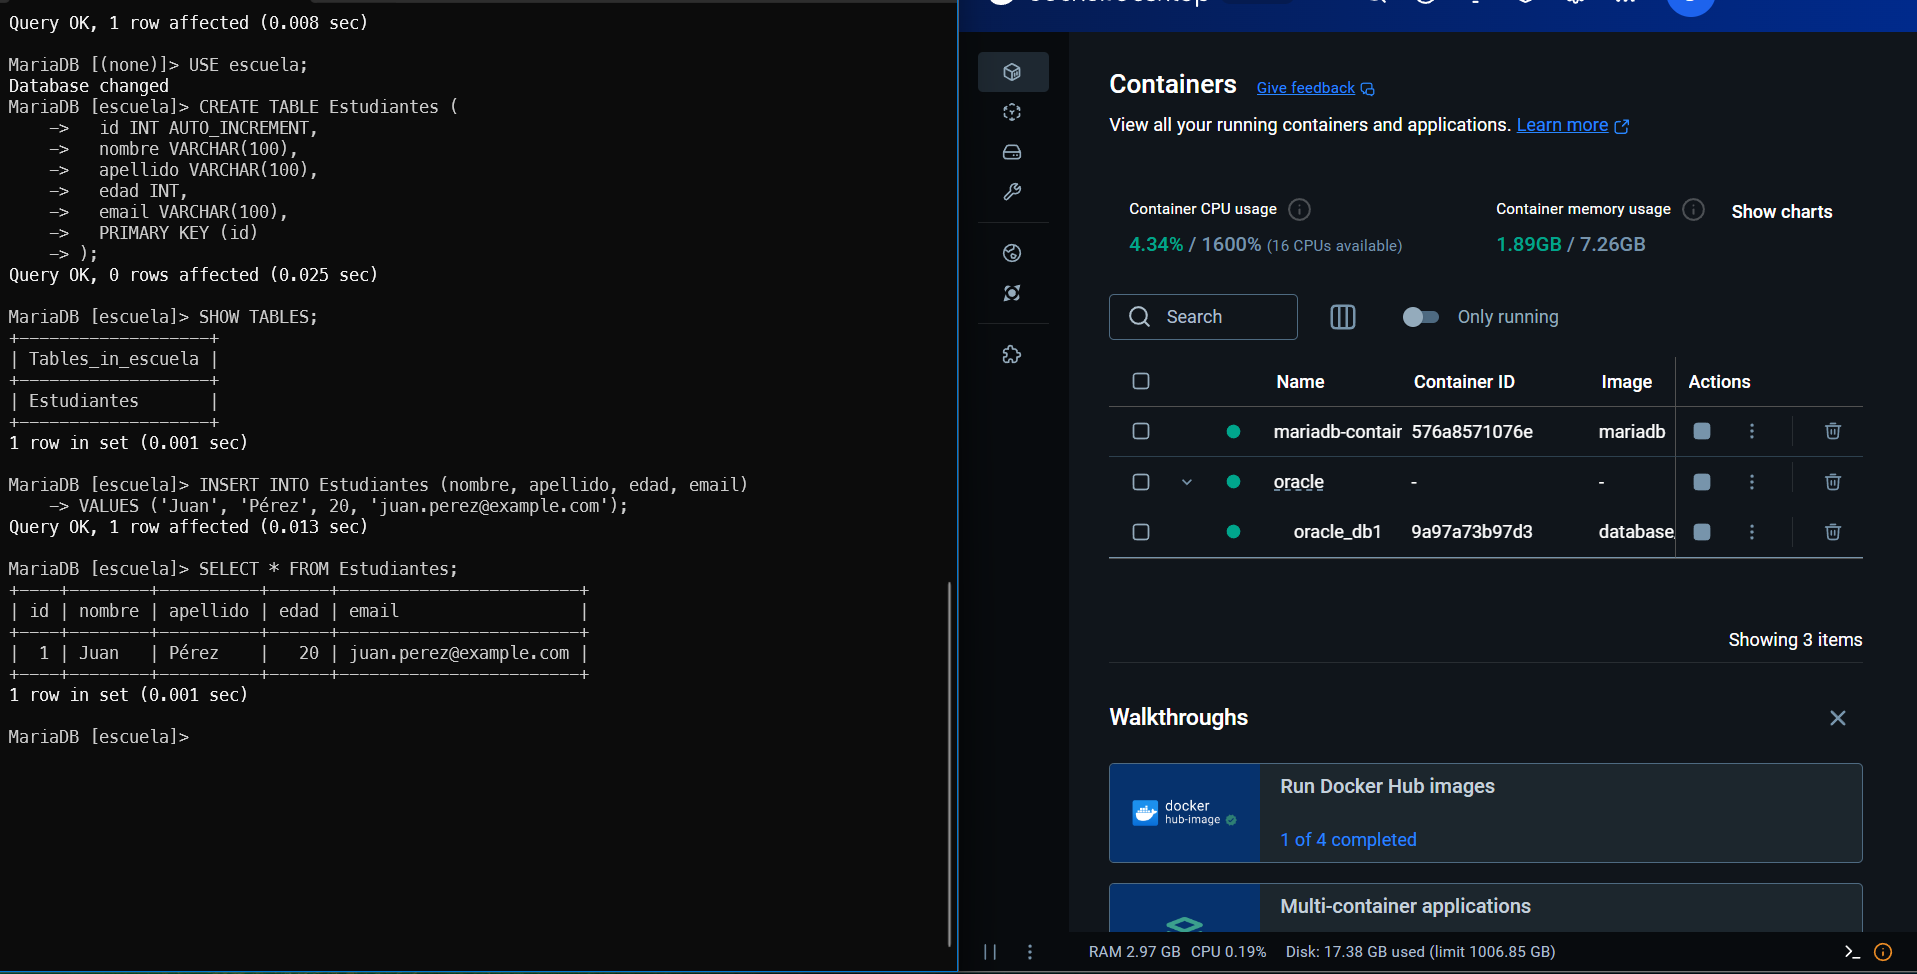 Query OK, 1 row affected (0.008 sec)
MariaDB [(none)]> USE escuela;
Database changed
MariaDB [escuela]> CREATE TABLE Estudiantes (
    ->   id INT AUTO_INCREMENT,
    ->   nombre VARCHAR(100),
    ->   apellido VARCHAR(100),
    ->   edad INT,
    ->   email VARCHAR(100),
    ->   PRIMARY KEY (id)
    -> );
Query OK, 0 rows affected (0.025 sec)
MariaDB [escuela]> SHOW TABLES;
+-------------------+
| Tables_in_escuela |
+-------------------+
| Estudiantes       |
+-------------------+
1 row in set (0.001 sec)
MariaDB [escuela]> INSERT INTO Estudiantes (nombre, apellido, edad, email)
    -> VALUES ('Juan', 'Pérez', 20, 'juan.perez@example.com');
Query OK, 1 row affected (0.013 sec)
MariaDB [escuela]> SELECT * FROM Estudiantes;
+----+--------+----------+------+------------------------+
| id | nombre | apellido | edad | email                  |
+----+--------+----------+------+------------------------+
|  1 | Juan   | Pérez    |   20 | juan.perez@example.com |
+----+--------+----------+------+------------------------+
1 row in set (0.001 sec)
MariaDB [escuela]>
Containers Give feedback
View all your running containers and applications. Learn more
Container CPU usage
4.34% / 1600% (16 CPUs available)
Container memory usage
1.89GB / 7.26GB
Show charts
Search
Only running
Name Container ID Image Actions
mariadb-contair 576a8571076e mariadb
oracle - -
oracle_db1 9a97a73b97d3 database
Showing 3 items
Walkthroughs
docker
hub-image
Run Docker Hub images
1 of 4 completed
Multi-container applications
RAM 2.97 GB CPU 0.19% Disk: 17.38 GB used (limit 1006.85 GB)